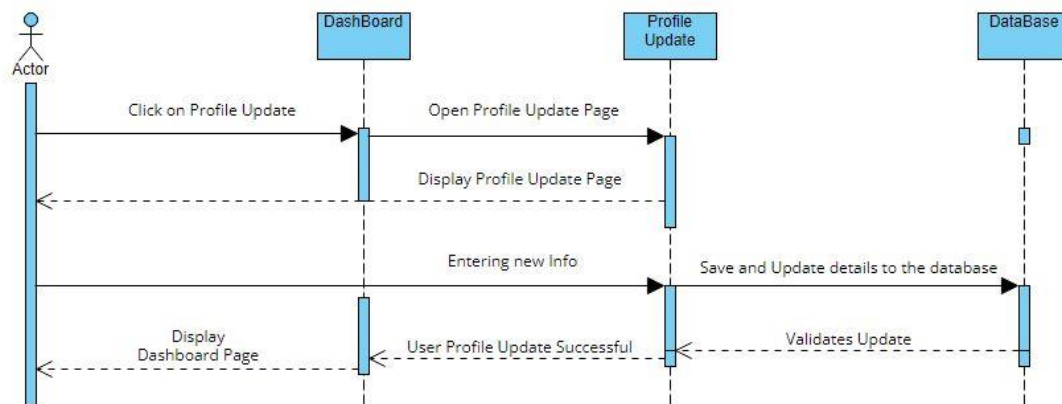 DashBoard
Profile
Update
DataBase
Actor
Click on Profile Update
Open Profile Update Page
Display Profile Update Page
Entering new Info
Save and Update details to the database
Display
Dashboard Page
User Profile Update Successful
Validates Update